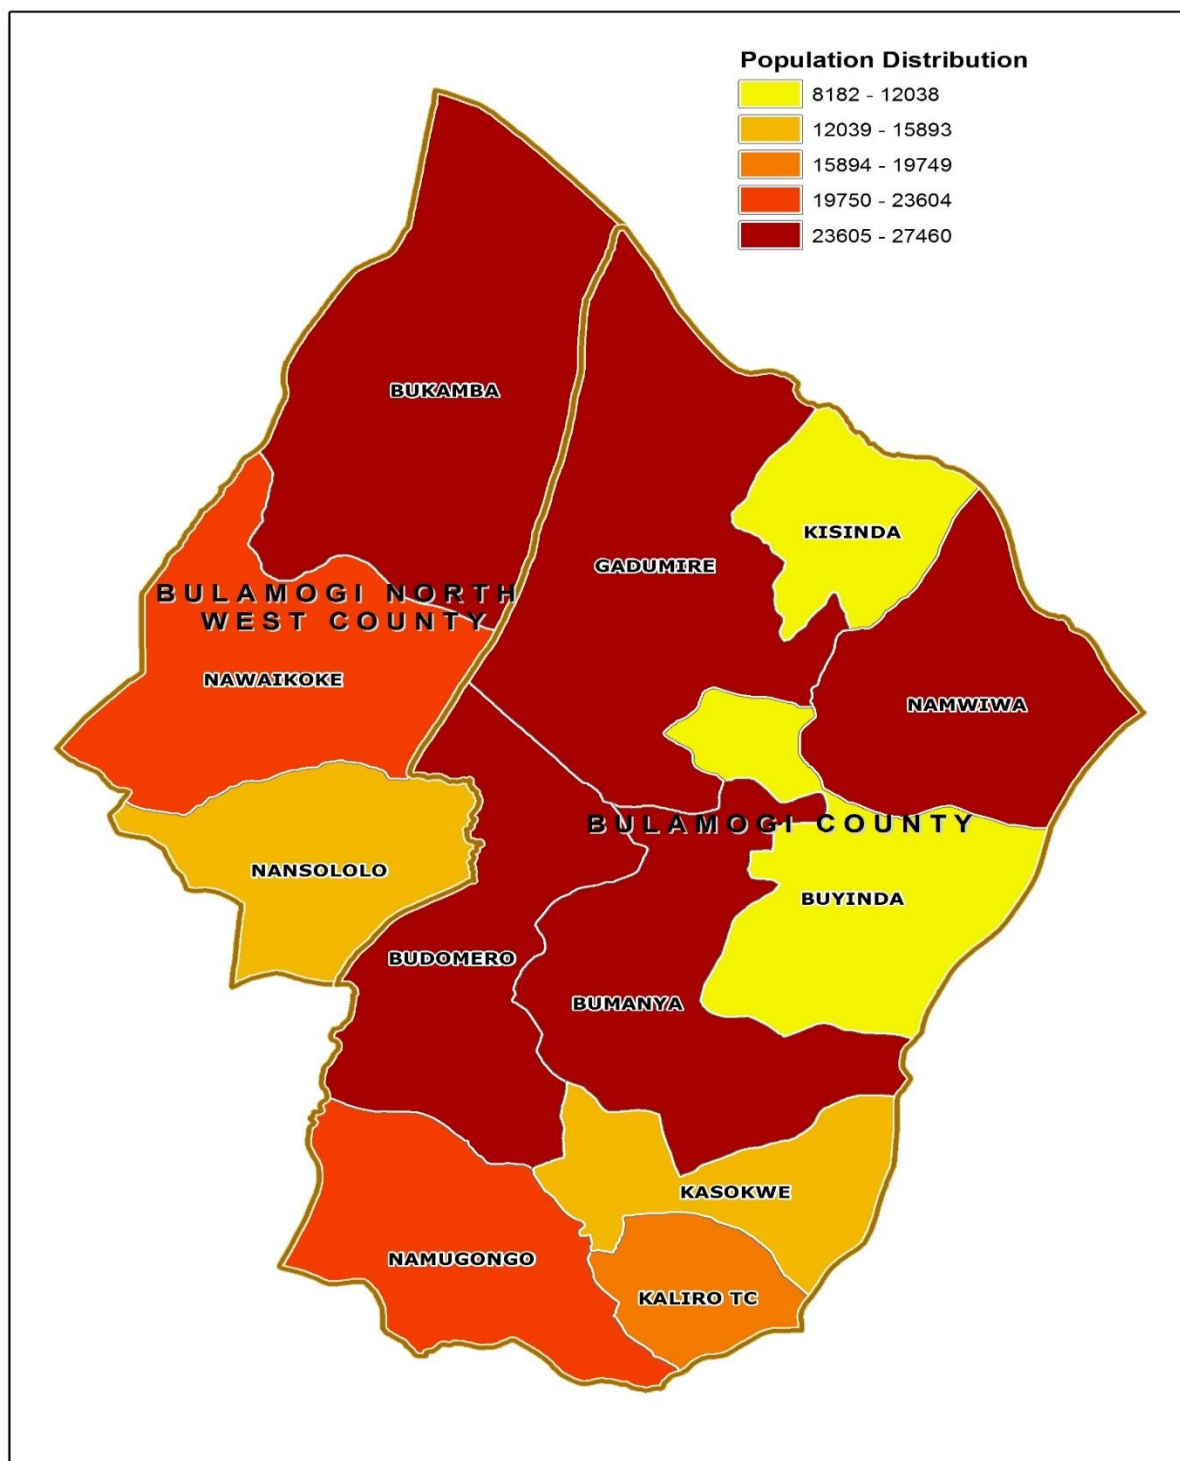 Population Distribution
8182 - 12038
12039 - 15893
15894 - 19749
19750 - 23604
23605 - 27460
BUKAMBA
KISINDA
GADUMIRE
BULAMOGI NORTH
WEST COUNTY
NAWAIKOKE
NAMWIWA
BULAMOGI COUNTY
NANSOLOLO
BUYINDA
BUDOMERO
BUMANYA
KASOKWE
NAMUGONGO
KALIRO TC